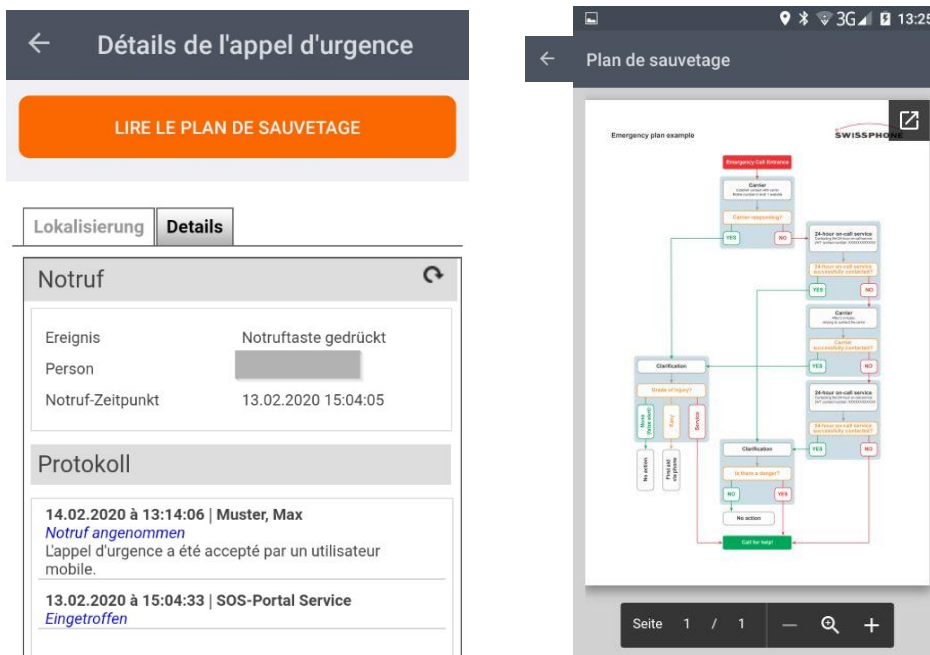 Détails de l'appel d'urgence
LIRE LE PLAN DE SAUVETAGE
Lokalisierung Details
Notruf
Ereignis Notruftaste gedrückt
Person
Notruf-Zeitpunkt 13.02.2020 15:04:05
Protokoll
14.02.2020 à 13:14:06 | Muster, Max
Notruf angenommen
L'appel d'urgence a été accepté par un utilisateur
mobile.
13.02.2020 à 15:04:33 | SOS-Portal Service
Eingetroffen
3G 13:25
Plan de sauvetage
Emergency plan example
SWISSPHONE
Emergency Call Entrance
Carrier
Carrier responding?
YES NO
24-hour on-call service
24-hour on-call service
successfully contacted?
YES NO
Carrier
Carrier
successfully contacted?
YES NO
Clarification
Grade of injury?
None
(false alert)
Easy
No action
First aid
via phone
24-hour on-call service
24-hour on-call service
successfully contacted?
YES NO
Clarification
Is there a danger?
NO YES
No action
Call for help!
Seite 1 / 1